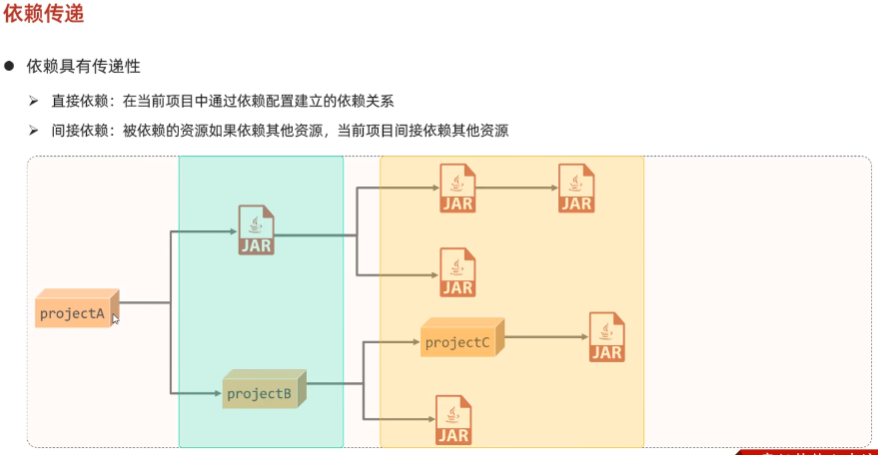 依赖传递
依赖具有传递性
直接依赖：在当前项目中通过依赖配置建立的依赖关系
间接依赖：被依赖的资源如果依赖其他资源，当前项目间接依赖其他资源
JAR
JAR
JAR
JAR
projectA
projectC
JAR
projectB
JAR